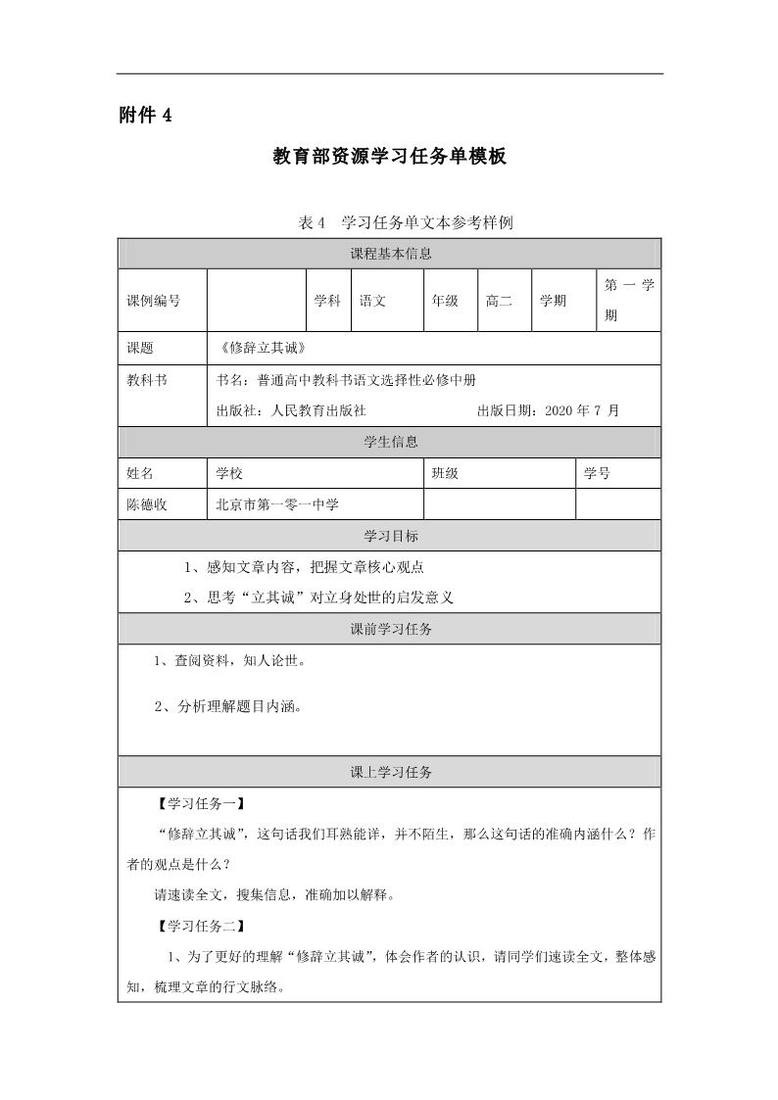 附件 4
教育部资源学习任务单模板
表 4 学习任务单文本参考样例
课程基本信息
课例编号 学科 语文 年级 高二 学期 第一学
期
课题 《修辞立其诚》
教科书 书名：普通高中教科书语文选择性必修中册
出版社：人民教育出版社 出版日期：2020 年 7 月
学生信息
姓名 学校 班级 学号
陈德收 北京市第一零一中学
学习目标
1、感知文章内容，把握文章核心观点
2、思考“立其诚”对立身处世的启发意义
课前学习任务
1、查阅资料，知人论世。
2、分析理解题目内涵。
课上学习任务
【学习任务一】
“修辞立其诚”，这句话我们耳熟能详，并不陌生，那么这句话的准确内涵什么？作
者的观点是什么？
请速读全文，搜集信息，准确加以解释。
【学习任务二】
1、为了更好的理解“修辞立其诚”，体会作者的认识，请同学们速读全文，整体感
知，梳理文章的行文脉络。